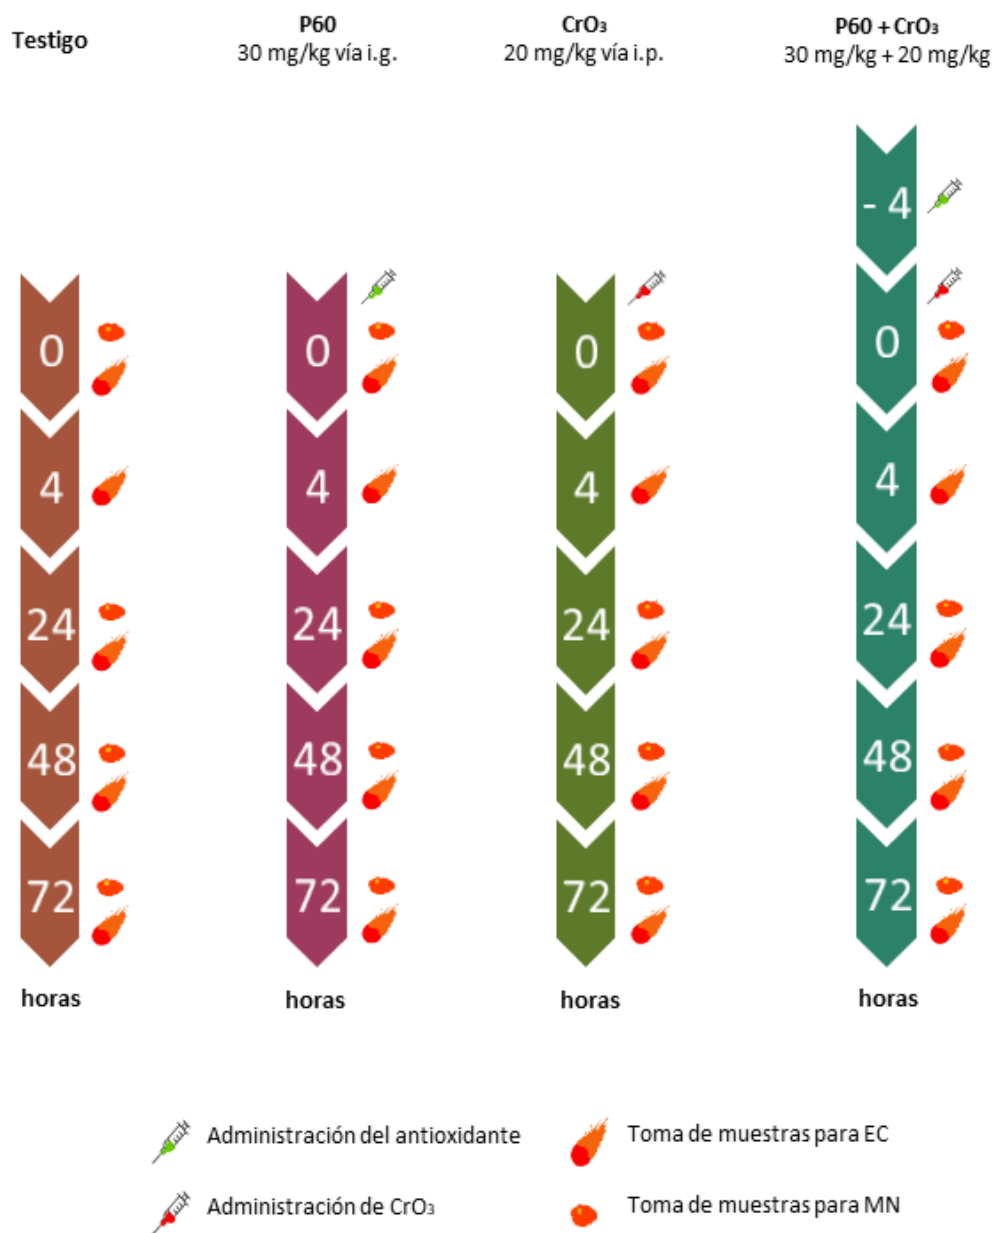 Testigo
P60
30 mg/kg vía i.g.
CrO₃
20 mg/kg vía i.p.
P60 + CrO₃
30 mg/kg + 20 mg/kg
0
4
24
48
72
horas
0
4
24
48
72
horas
0
4
24
48
72
horas
- 4
0
4
24
48
72
horas
Administración del antioxidante
Toma de muestras para EC
Administración de CrO₃
Toma de muestras para MN